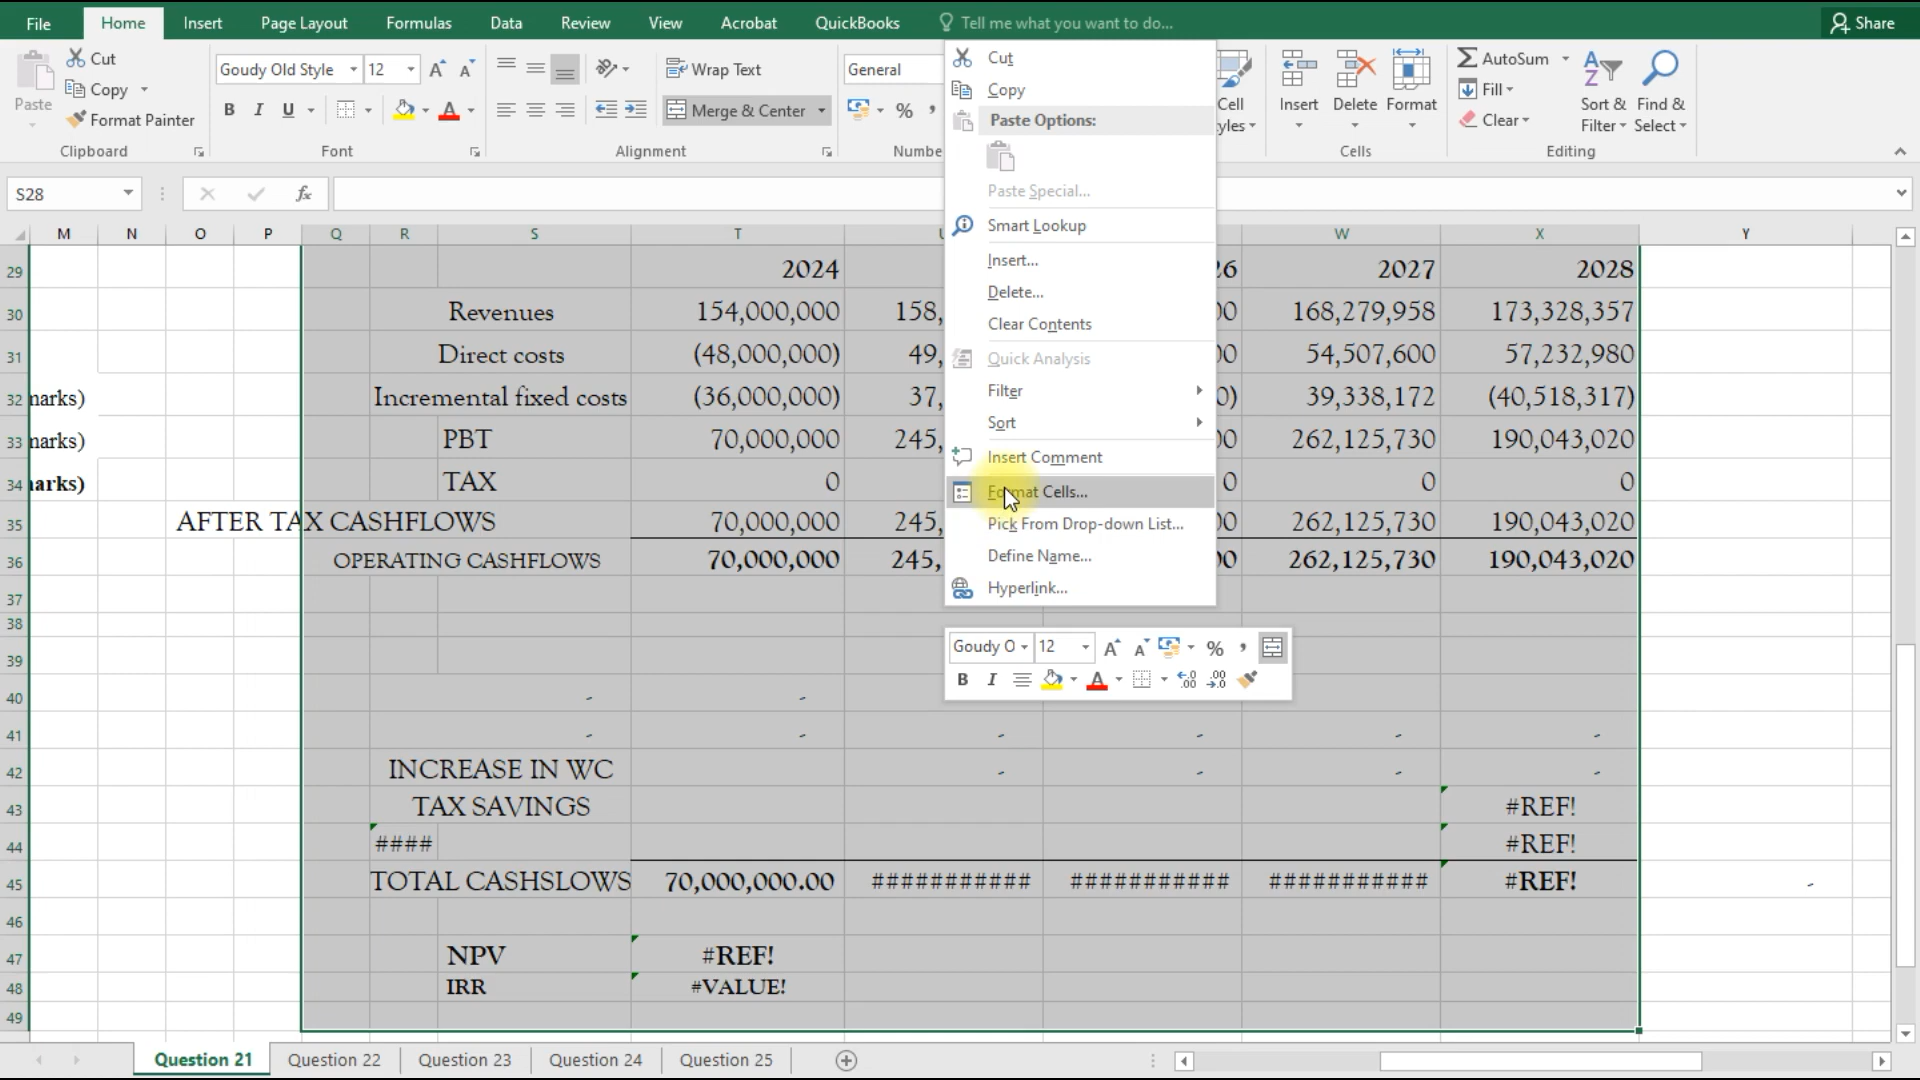 File Home Insert Page Layout Formulas Data Review View Acrobat QuickBooks Tell me what you want to do... Share
Cut
Copy
Format Painter
Paste
Clipboard
Goudy Old Style 12
B I U
Font
Wrap Text
Merge & Center
Alignment
General
%
Numbe
Cell
yles
Insert Delete Format
Cells
AutoSum
Fill
Clear
Sort &
Filter
Find &
Select
Editing
S28 fx
M N O P Q R S T W X Y
29 2024 26 2027 2028
30 Revenues 154,000,000 158, 00 168,279,958 173,328,357
31 Direct costs (48,000,000) 49, 00 54,507,600 57,232,980
32 marks) Incremental fixed costs (36,000,000) 37, 0) 39,338,172 (40,518,317)
33 marks) PBT 70,000,000 245, 00 262,125,730 190,043,020
34 arks) TAX 0 0 0 0
35 AFTER TAX CASHFLOWS 70,000,000 245, 00 262,125,730 190,043,020
36 OPERATING CASHFLOWS 70,000,000 245, 00 262,125,730 190,043,020
37
38
39
40 - -
41 - - - - - -
42 INCREASE IN WC - - - -
43 TAX SAVINGS #REF!
44 #### #REF!
45 TOTAL CASHSLOWS 70,000,000.00 ########### ########### ########### #REF! -
46
47 NPV #REF!
48 IRR #VALUE!
49
Cut
Copy
Paste Options:
Paste Special...
Smart Lookup
Insert...
Delete...
Clear Contents
Quick Analysis
Filter
Sort
Insert Comment
Format Cells...
Pick From Drop-down List...
Define Name...
Hyperlink...
Goudy O 12 A A % ,
B I A .00 .00
Question 21 Question 22 Question 23 Question 24 Question 25